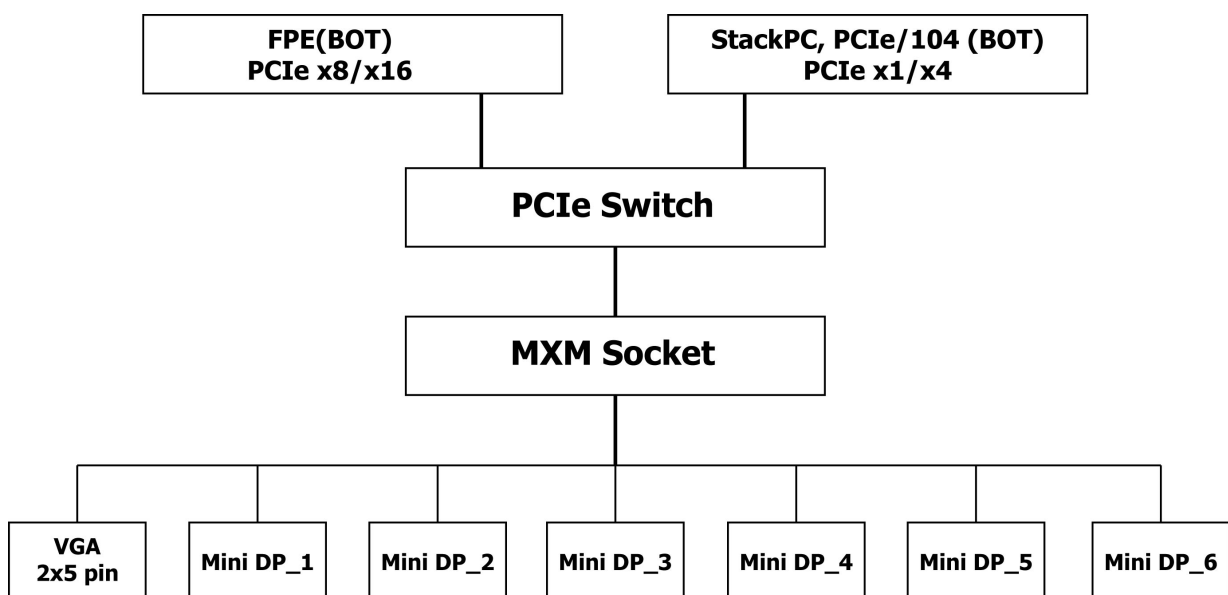 FPE(BOT)
PCIe x8/x16
StackPC, PCIe/104 (BOT)
PCIe x1/x4
PCIe Switch
MXM Socket
VGA
2x5 pin
Mini DP_1
Mini DP_2
Mini DP_3
Mini DP_4
Mini DP_5
Mini DP_6